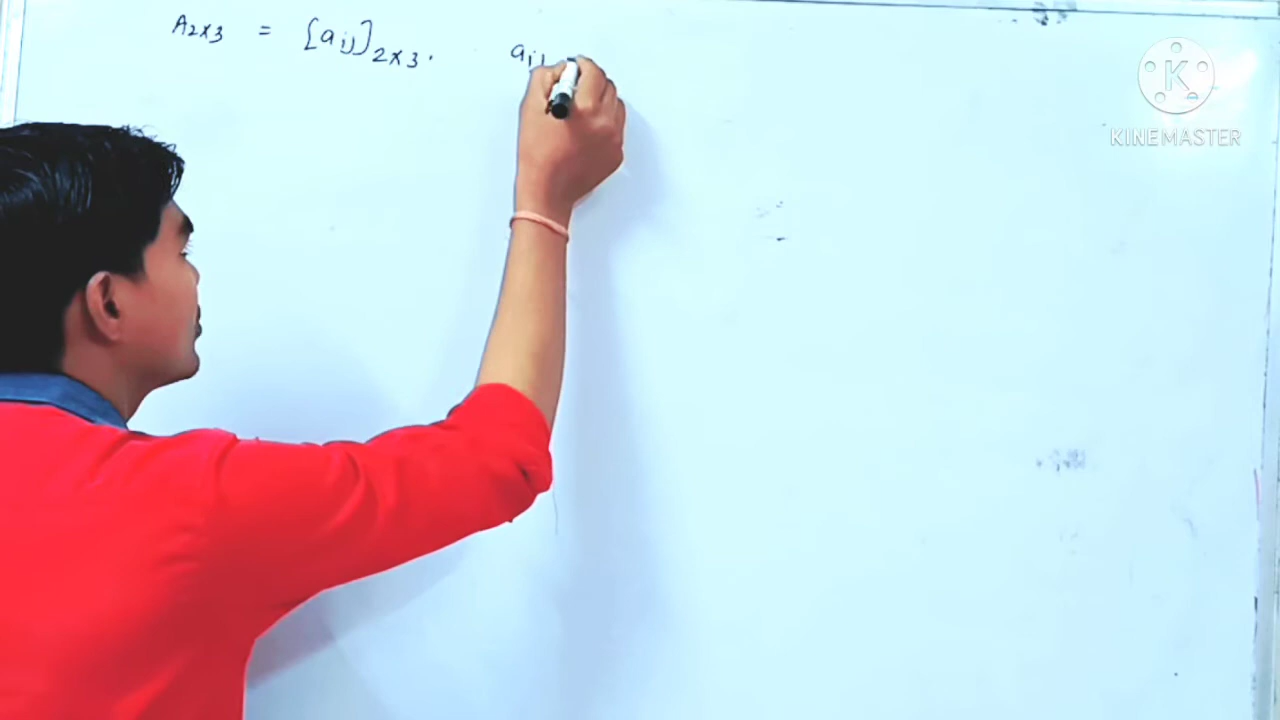 A₂ₓ₃ = [aᵢⱼ]₂ₓ₃. aᵢⱼ
K
KINEMASTER